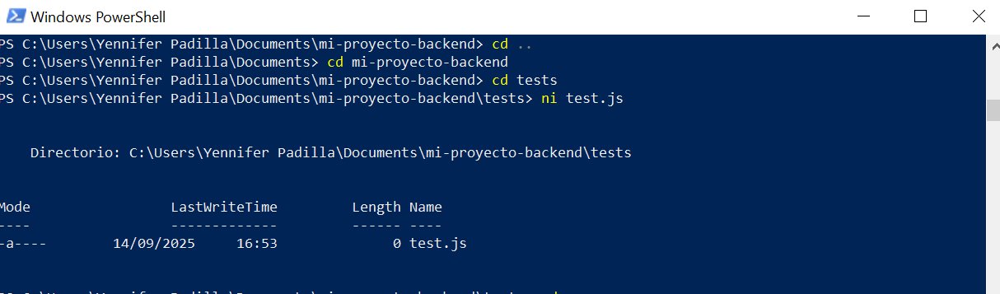 Windows PowerShell
PS C:\Users\Yennifer Padilla\Documents\mi-proyecto-backend> cd ..
PS C:\Users\Yennifer Padilla\Documents> cd mi-proyecto-backend
PS C:\Users\Yennifer Padilla\Documents\mi-proyecto-backend> cd tests
PS C:\Users\Yennifer Padilla\Documents\mi-proyecto-backend\tests> ni test.js
Directorio: C:\Users\Yennifer Padilla\Documents\mi-proyecto-backend\tests
Mode LastWriteTime Length Name
---- ------------- ------ ----
-a---- 14/09/2025 16:53 0 test.js